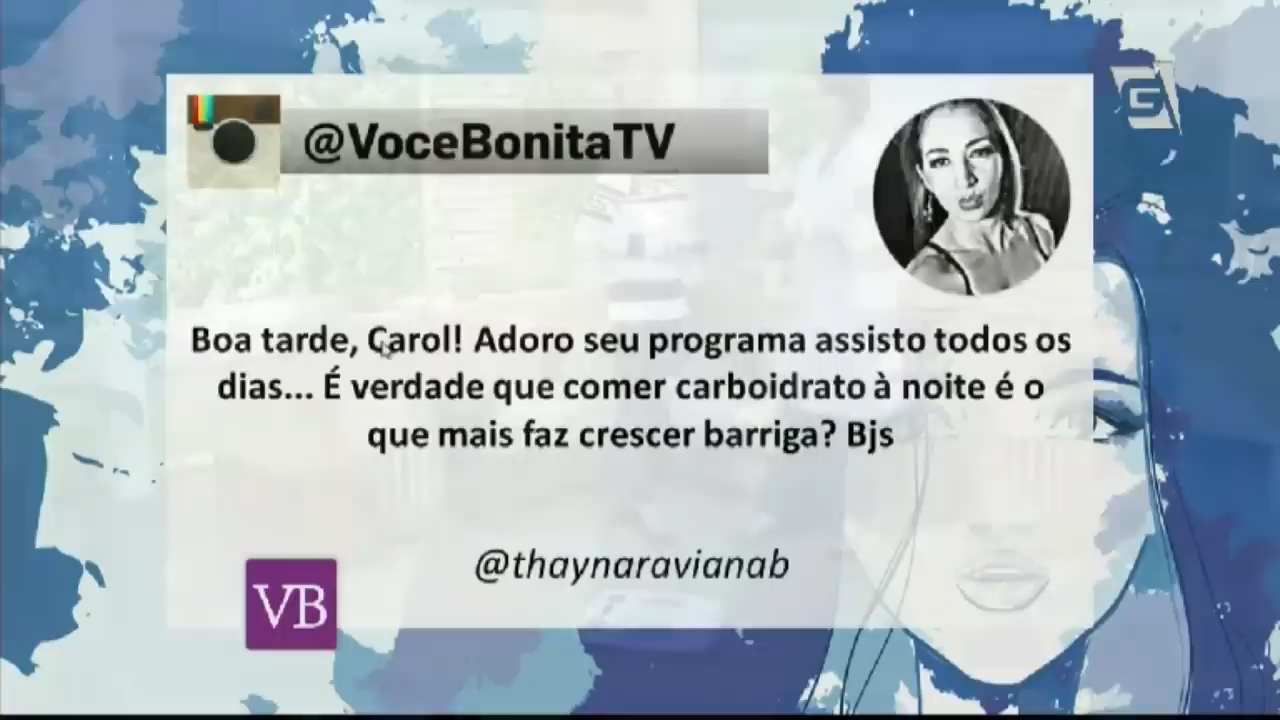 @VoceBonitaTV
G
Boa tarde, Carol! Adoro seu programa assisto todos os
dias... É verdade que comer carboidrato à noite é o
que mais faz crescer barriga? Bjs
@thaynaravianab
VB